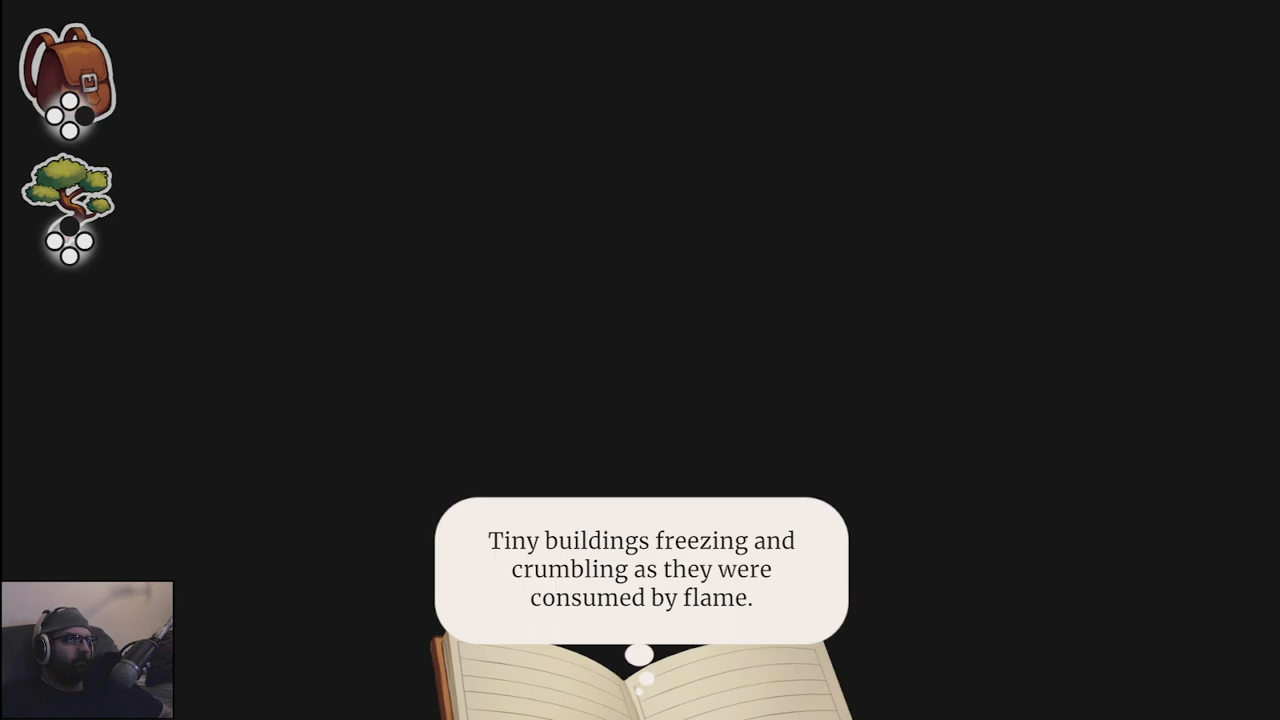 Tiny buildings freezing and
crumbling as they were
consumed by flame.